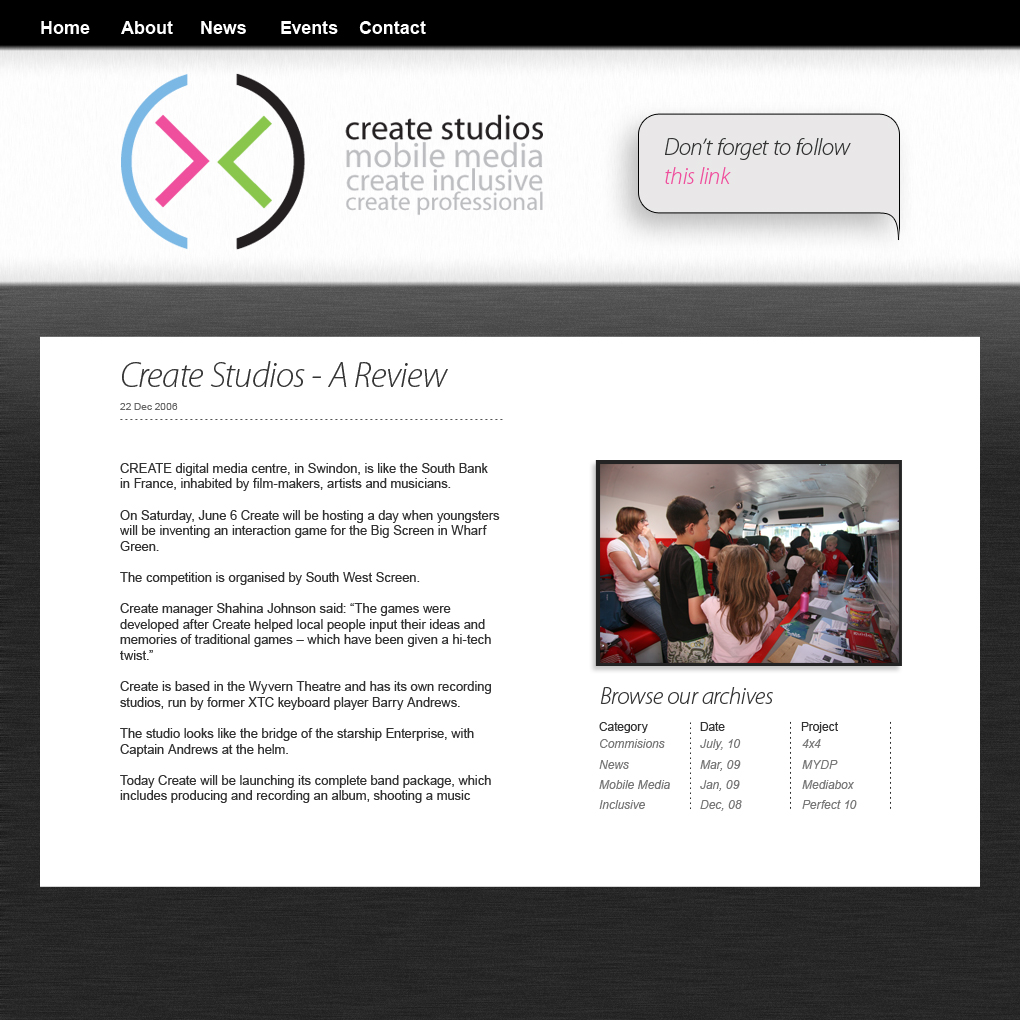 Home About News Events Contact
create studios
mobile media
create inclusive
create professional
Don't forget to follow
this link
Create Studios - A Review
22 Dec 2006
CREATE digital media centre, in Swindon, is like the South Bank
in France, inhabited by film-makers, artists and musicians.
On Saturday, June 6 Create will be hosting a day when youngsters
will be inventing an interaction game for the Big Screen in Wharf
Green.
The competition is organised by South West Screen.
Create manager Shahina Johnson said: “The games were
developed after Create helped local people input their ideas and
memories of traditional games – which have been given a hi-tech
twist.”
Create is based in the Wyvern Theatre and has its own recording
studios, run by former XTC keyboard player Barry Andrews.
The studio looks like the bridge of the starship Enterprise, with
Captain Andrews at the helm.
Today Create will be launching its complete band package, which
includes producing and recording an album, shooting a music
Browse our archives
Category Date Project
Commisions July, 10 4x4
News Mar, 09 MYDP
Mobile Media Jan, 09 Mediabox
Inclusive Dec, 08 Perfect 10